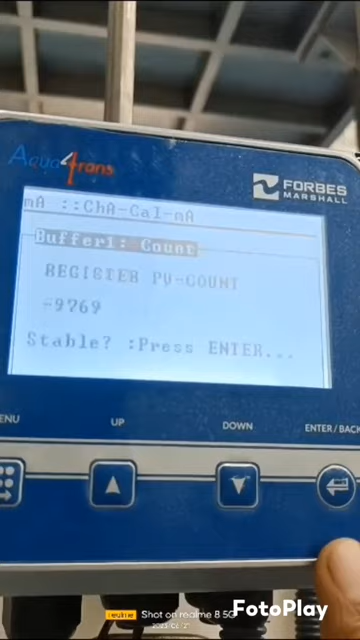 Aqua4trans
FORBES
MARSHALL
mA ::ChA-Cal-mA
Buffer1: Count
REGISTER PV-COUNT
-9769
Stable? :Press ENTER...
MENU
UP
DOWN
ENTER/BACK
realme
Shot on realme 8 5G
FotoPlay